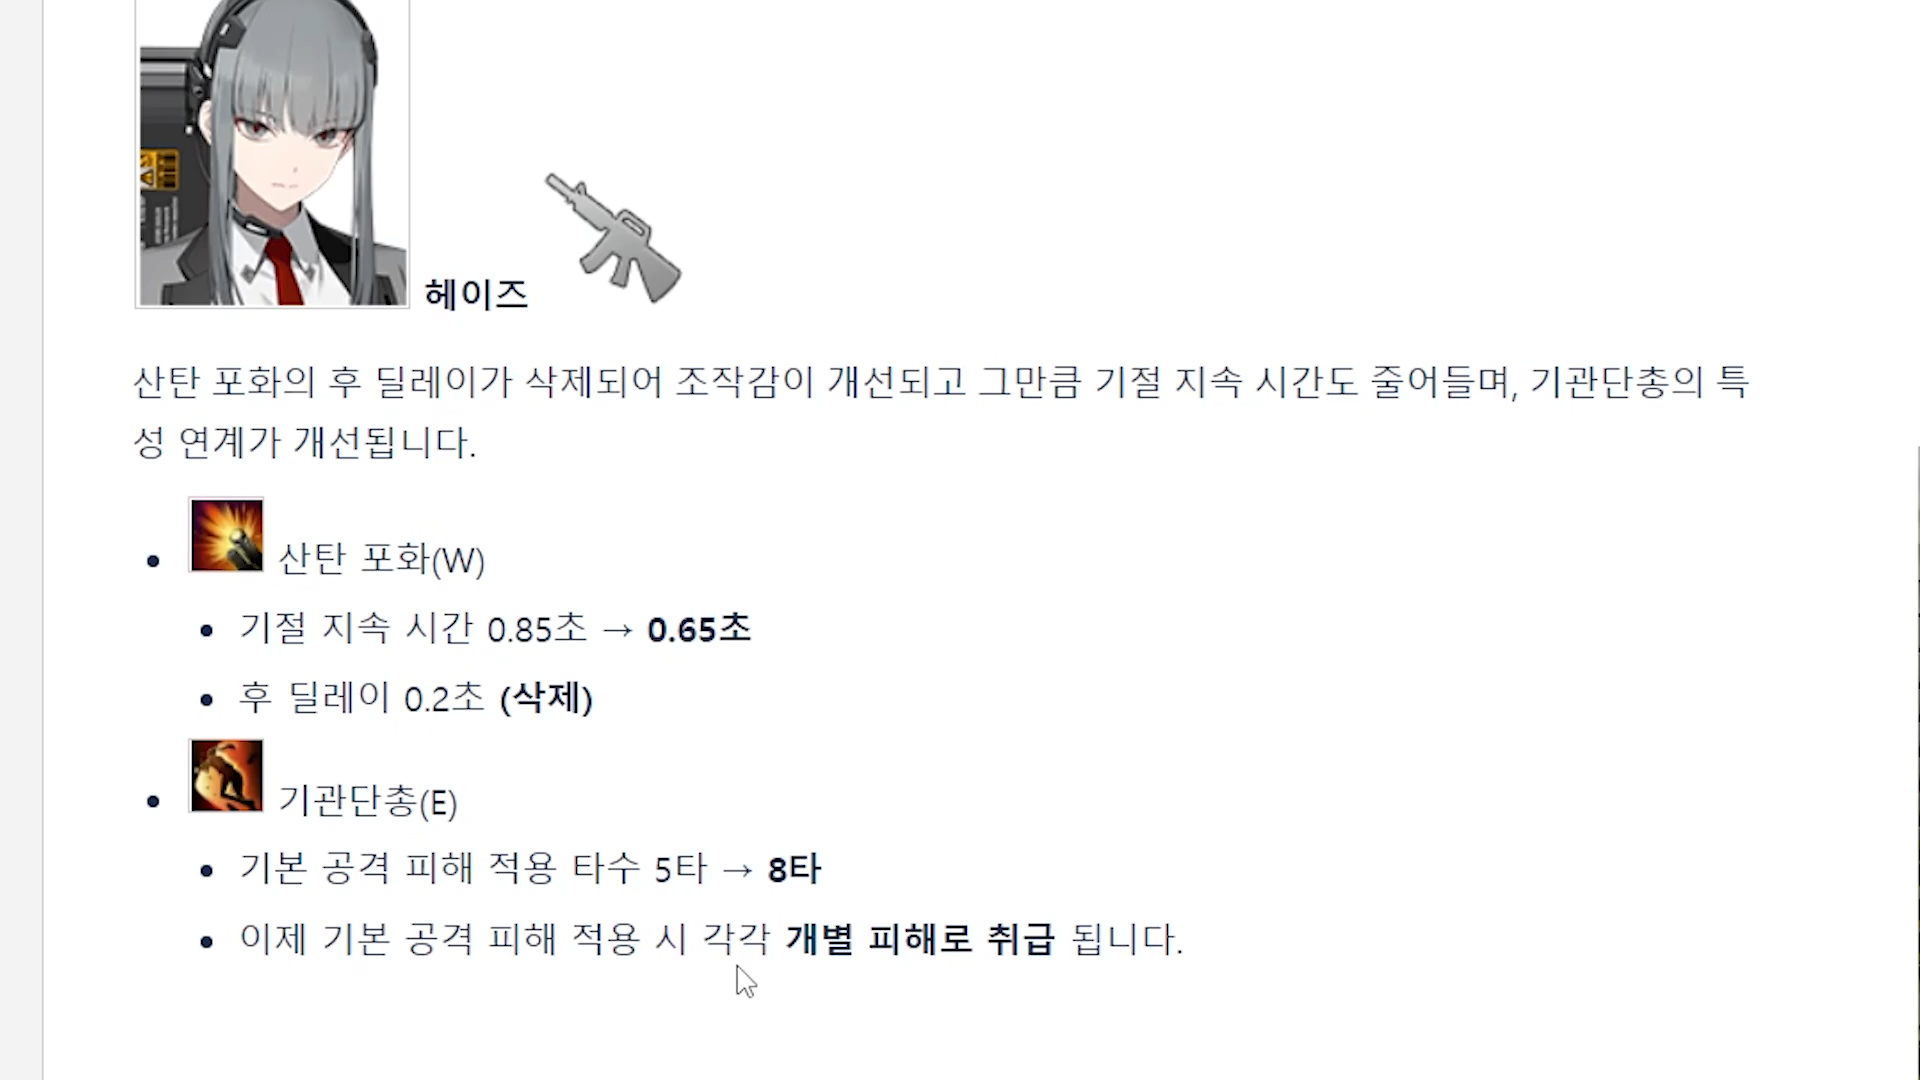 헤이즈
산탄 포화의 후 딜레이가 삭제되어 조작감이 개선되고 그만큼 기절 지속 시간도 줄어들며, 기관단총의 특
성 연계가 개선됩니다.
산탄 포화(W)
기절 지속 시간 0.85초 → 0.65초
후 딜레이 0.2초 (삭제)
기관단총(E)
기본 공격 피해 적용 타수 5타 → 8타
이제 기본 공격 피해 적용 시 각각 개별 피해로 취급 됩니다.